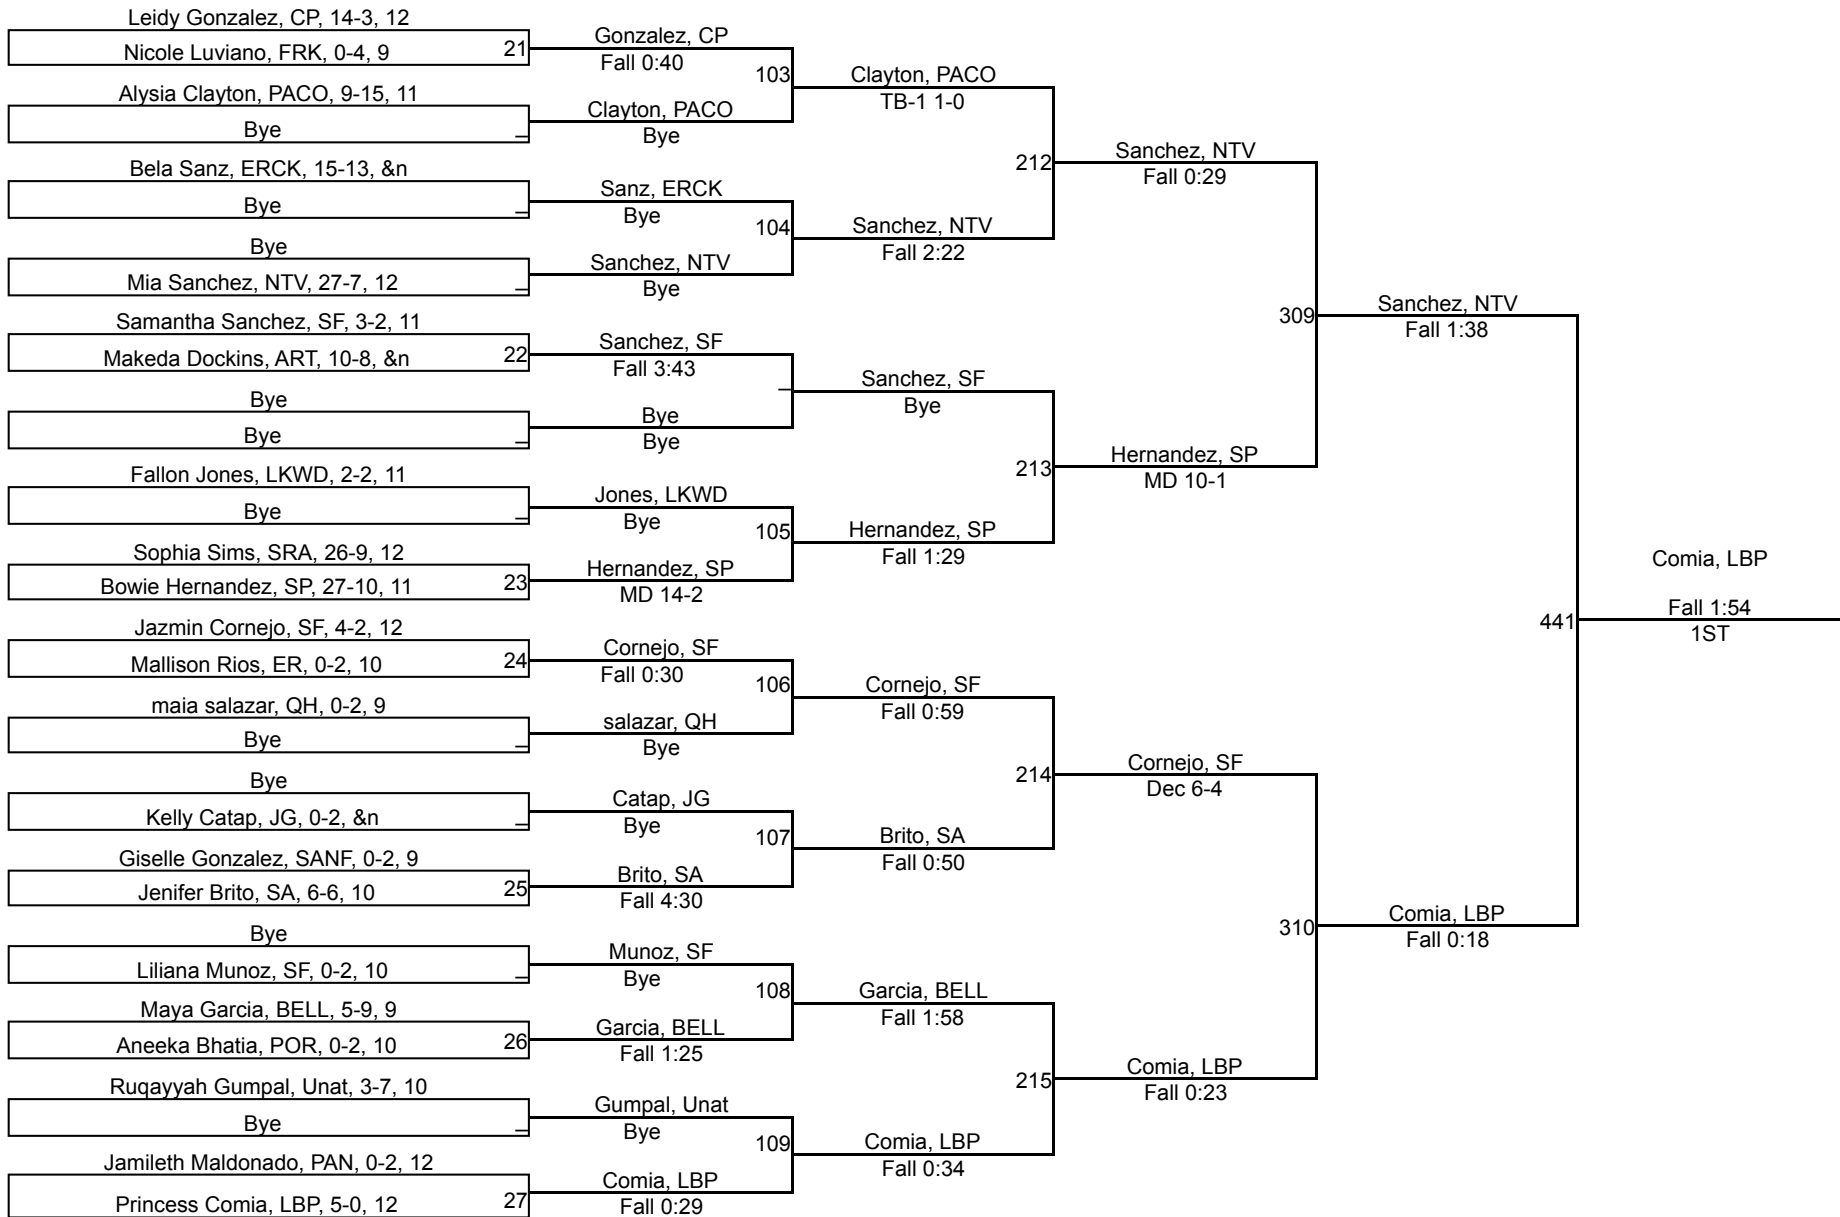 Leidy Gonzalez, CP, 14-3, 12
Nicole Luviano, FRK, 0-4, 9
21
Alysia Clayton, PACO, 9-15, 11
Bye
_
Bela Sanz, ERCK, 15-13, &n
Bye
_
Bye
Mia Sanchez, NTV, 27-7, 12
_
Samantha Sanchez, SF, 3-2, 11
Makeda Dockins, ART, 10-8, &n
22
Bye
Bye
_
Fallon Jones, LKWD, 2-2, 11
Bye
_
Sophia Sims, SRA, 26-9, 12
Bowie Hernandez, SP, 27-10, 11
23
Jazmin Cornejo, SF, 4-2, 12
Mallison Rios, ER, 0-2, 10
24
maia salazar, QH, 0-2, 9
Bye
_
Bye
Kelly Catap, JG, 0-2, &n
_
Giselle Gonzalez, SANF, 0-2, 9
Jenifer Brito, SA, 6-6, 10
25
Bye
Liliana Munoz, SF, 0-2, 10
_
Maya Garcia, BELL, 5-9, 9
Aneeka Bhatia, POR, 0-2, 10
26
Ruqayyah Gumpal, Unat, 3-7, 10
Bye
_
Jamileth Maldonado, PAN, 0-2, 12
Princess Comia, LBP, 5-0, 12
27
Gonzalez, CP
Fall 0:40
103
Clayton, PACO
Bye
Sanz, ERCK
Bye
104
Sanchez, NTV
Bye
Sanchez, SF
Fall 3:43
_
Bye
Bye
Jones, LKWD
Bye
105
Hernandez, SP
MD 14-2
Cornejo, SF
Fall 0:30
106
salazar, QH
Bye
Catap, JG
Bye
107
Brito, SA
Fall 4:30
Munoz, SF
Bye
108
Garcia, BELL
Fall 1:25
Gumpal, Unat
Bye
109
Comia, LBP
Fall 0:29
Clayton, PACO
TB-1 1-0
212
Sanchez, NTV
Fall 2:22
Sanchez, SF
Bye
213
Hernandez, SP
Fall 1:29
Cornejo, SF
Fall 0:59
214
Brito, SA
Fall 0:50
Garcia, BELL
Fall 1:58
215
Comia, LBP
Fall 0:34
Sanchez, NTV
Fall 0:29
309
Hernandez, SP
MD 10-1
Cornejo, SF
Dec 6-4
310
Comia, LBP
Fall 0:23
Sanchez, NTV
Fall 1:38
441
Comia, LBP
Fall 0:18
Comia, LBP
Fall 1:54
1ST